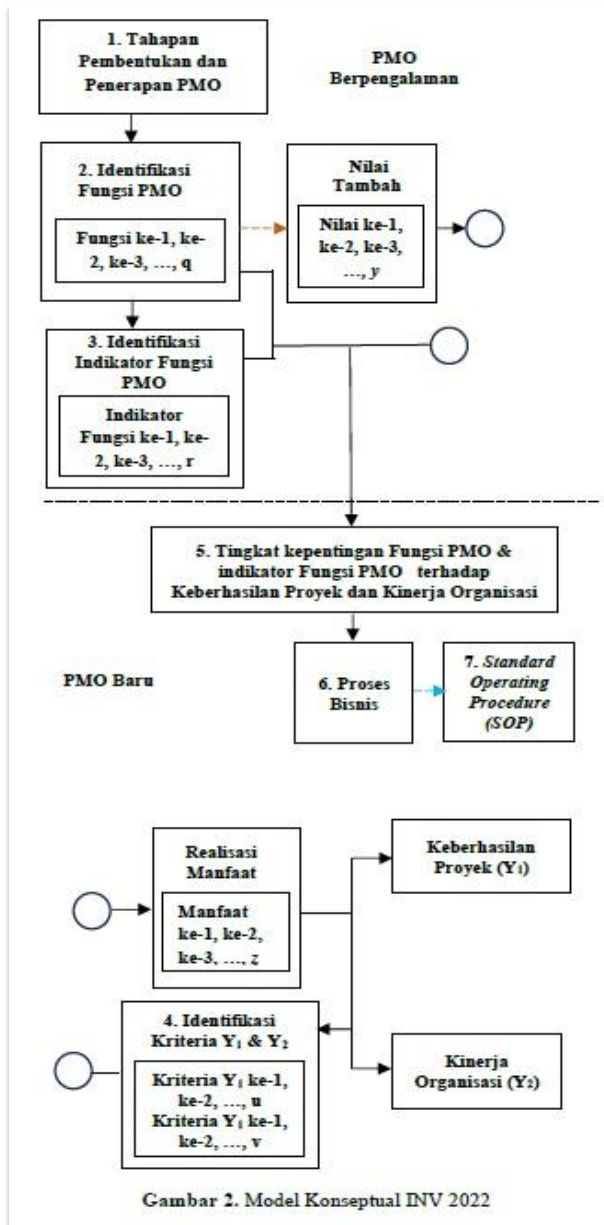 1. Tahapan
Pembentukan dan
Penerapan PMO
PMO
Berpengalaman
2. Identifikasi
Fungsi PMO
Fungsi ke-1, ke-
2, ke-3, …, q
Nilai
Tambah
Nilai ke-1,
ke-2, ke-3,
…, y
3. Identifikasi
Indikator Fungsi
PMO
Indikator
Fungsi ke-1, ke-
2, ke-3, …, r
5. Tingkat kepentingan Fungsi PMO &
indikator Fungsi PMO terhadap
Keberhasilan Proyek dan Kinerja Organisasi
PMO Baru
6. Proses
Bisnis
7. Standard
Operating
Procedure
(SOP)
Realisasi
Manfaat
Manfaat
ke-1, ke-2,
ke-3, …, z
Keberhasilan
Proyek (Y₁)
4. Identifikasi
Kriteria Y₁ & Y₂
Kriteria Y₁ ke-1,
ke-2, …, u
Kriteria Y₁ ke-1,
ke-2, …, v
Kinerja
Organisasi (Y₂)
Gambar 2. Model Konseptual INV 2022